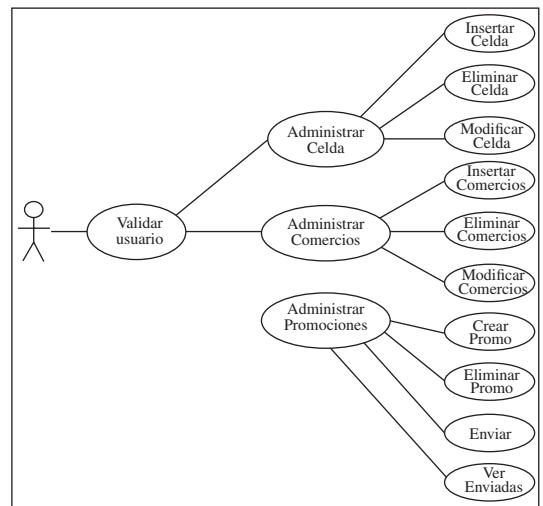 Insertar
Celda
Eliminar
Celda
Administrar
Celda
Modificar
Celda
Insertar
Comercios
Validar
usuario
Administrar
Comercios
Eliminar
Comercios
Modificar
Comercios
Administrar
Promociones
Crear
Promo
Eliminar
Promo
Enviar
Ver
Enviadas